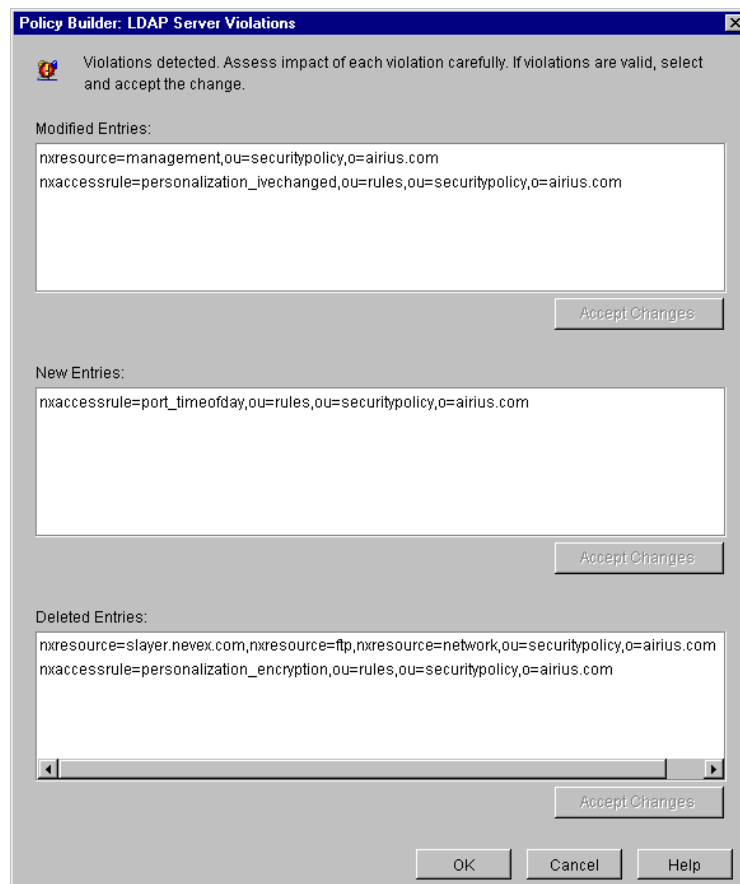 Policy Builder: LDAP Server Violations
Violations detected. Assess impact of each violation carefully. If violations are valid, select
and accept the change.
Modified Entries:
nxresource=management,ou=securitypolicy,o=airius.com
nxaccessrule=personalization_ivechanged,ou=rules,ou=securitypolicy,o=airius.com
Accept Changes
New Entries:
nxaccessrule=port_timeofday,ou=rules,ou=securitypolicy,o=airius.com
Accept Changes
Deleted Entries:
nxresource=slayer.nevex.com,nxresource=ftp,nxresource=network,ou=securitypolicy,o=airius.com
nxaccessrule=personalization_encryption,ou=rules,ou=securitypolicy,o=airius.com
Accept Changes
OK Cancel Help